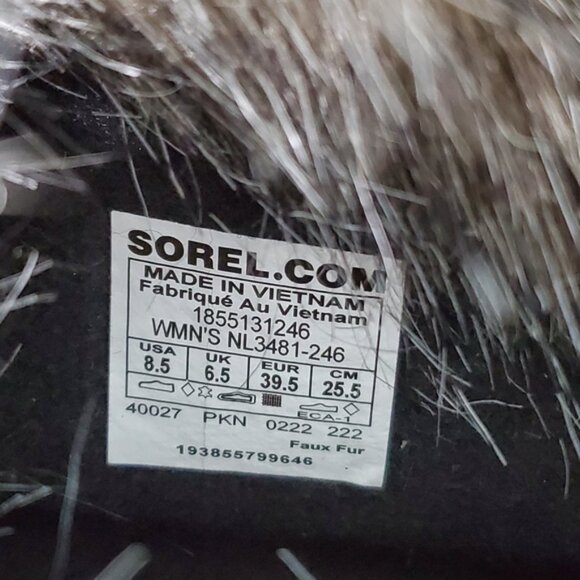 SOREL.COM
MADE IN VIETNAM
Fabriqué Au Vietnam
1855131246
WMN'S NL3481-246
USA UK EUR CM
8.5 6.5 39.5 25.5
ECA-1
40027 PKN 0222 222
Faux Fur
193855799646